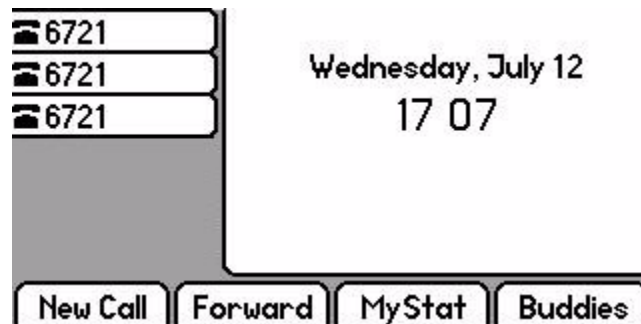 6721
6721
6721
Wednesday, July 12
17 07
New Call
Forward
MyStat
Buddies